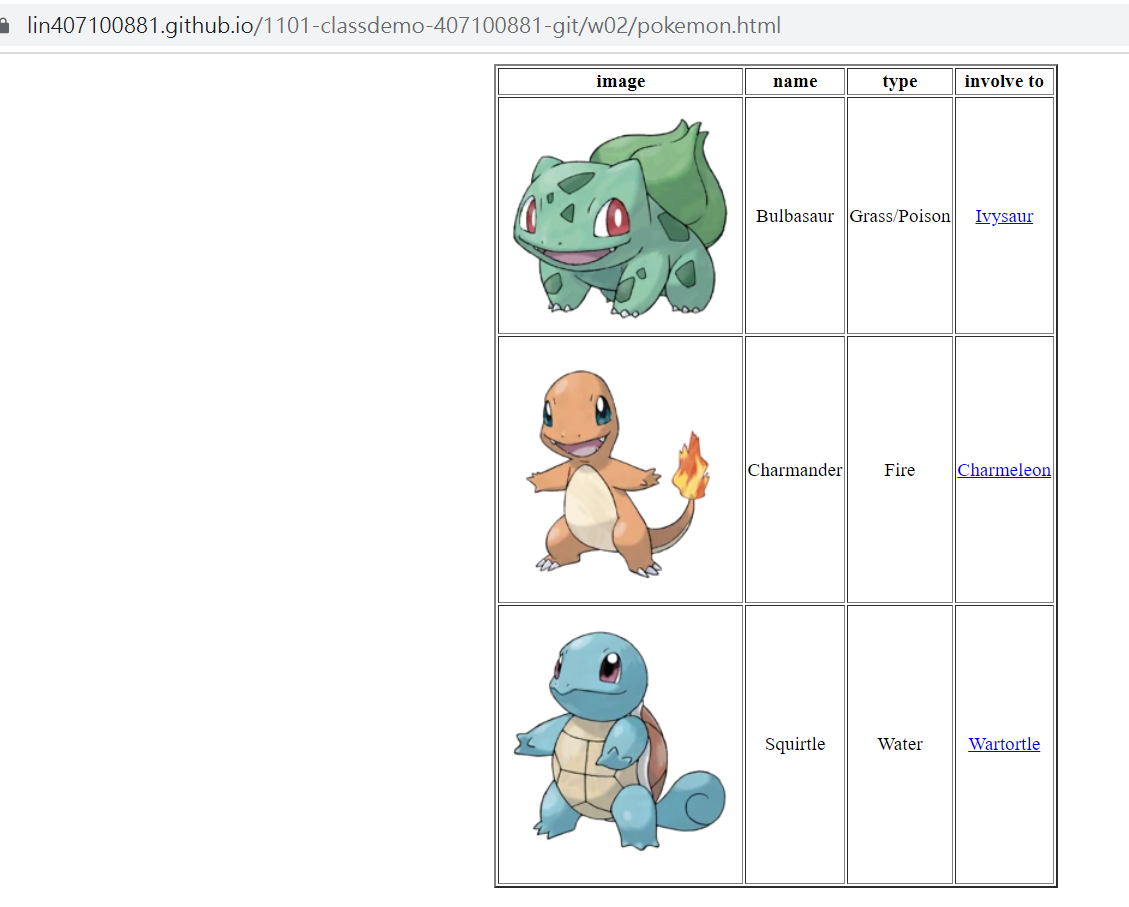 lin407100881.github.io/1101-classdemo-407100881-git/w02/pokemon.html
image name type involve to
Bulbasaur Grass/Poison Ivysaur
Charmander Fire Charmeleon
Squirtle Water Wartortle